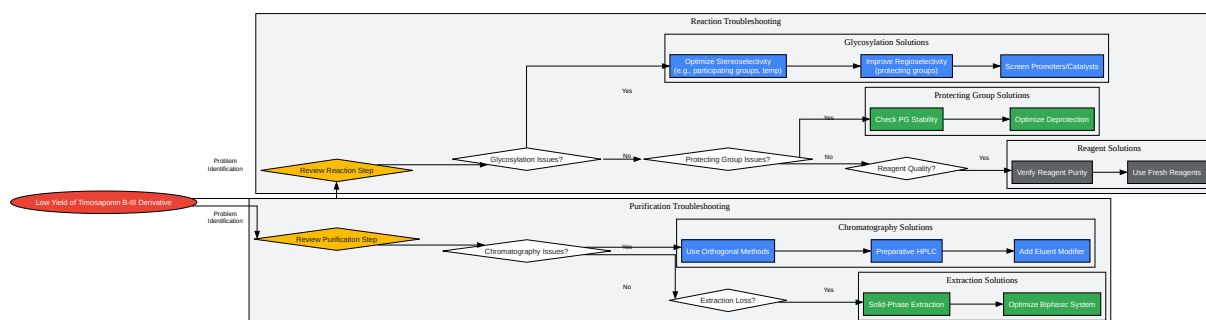 Reaction Troubleshooting
Glycosylation Solutions
Optimize Stereoselectivity
(e.g., participating groups, temp)
Improve Regioselectivity
(protecting groups)
Screen Promoters/Catalysts
Yes
Protecting Group Solutions
Yes
Check PG Stability
Optimize Deprotection
Problem
Identification
Review Reaction Step
Glycosylation Issues?
No
Protecting Group Issues?
No
Reagent Quality?
Yes
Reagent Solutions
Verify Reagent Purity
Use Fresh Reagents
Low Yield of Timosaponin B-III Derivative
Problem
Identification
Purification Troubleshooting
Review Purification Step
Chromatography Issues?
Yes
Chromatography Solutions
Use Orthogonal Methods
Preparative HPLC
Add Eluent Modifier
No
Extraction Loss?
Yes
Extraction Solutions
Solid-Phase Extraction
Optimize Biphasic System